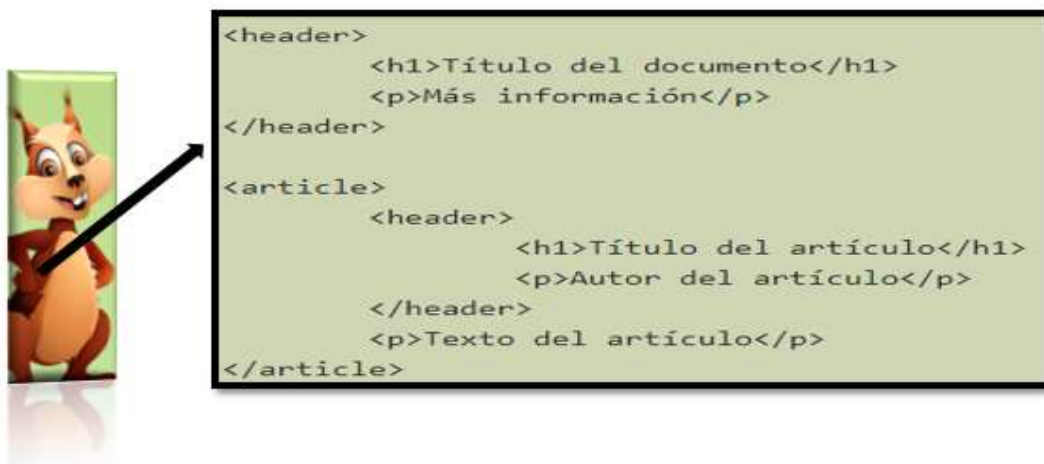 <header>
<h1>Título del documento</h1>
<p>Más información</p>
</header>
<article>
<header>
<h1>Título del artículo</h1>
<p>Autor del artículo</p>
</header>
<p>Texto del artículo</p>
</article>